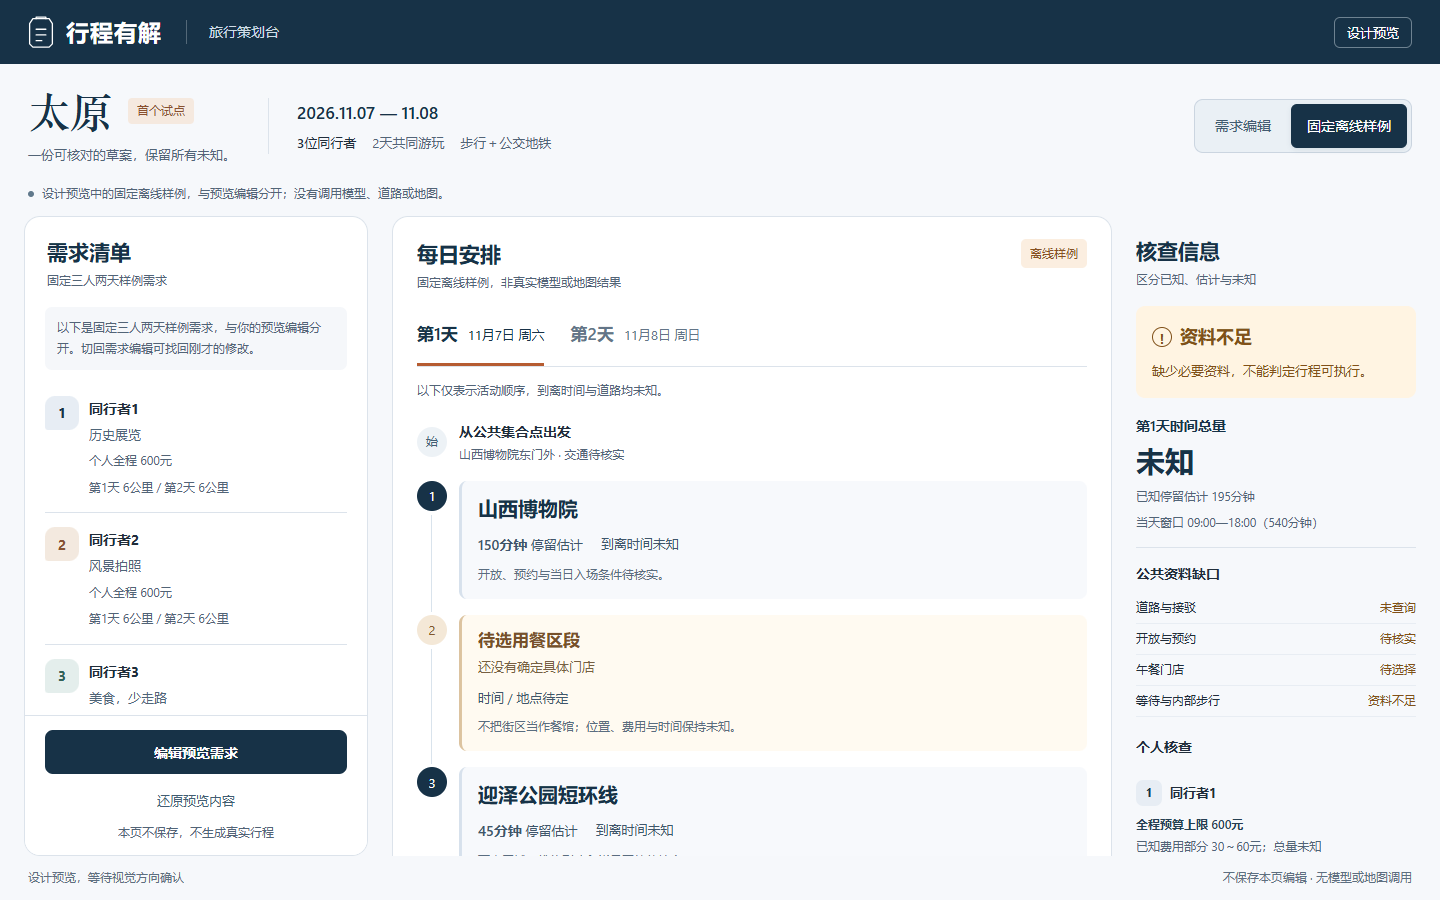 行程有解
旅行策划台
设计预览
太原
首个试点
一份可核对的草案，保留所有未知。
2026.11.07 — 11.08
3位同行者 2天共同游玩 步行 + 公交地铁
需求编辑
固定离线样例
设计预览中的固定离线样例，与预览编辑分开；没有调用模型、道路或地图。
需求清单
固定三人两天样例需求
以下是固定三人两天样例需求，与你的预览编辑分
开。切回需求编辑可找回刚才的修改。
1
同行者1
历史展览
个人全程 600元
第1天 6公里 / 第2天 6公里
2
同行者2
风景拍照
个人全程 600元
第1天 6公里 / 第2天 6公里
3
同行者3
美食，少走路
编辑预览需求
还原预览内容
本页不保存，不生成真实行程
每日安排
离线样例
固定离线样例，非真实模型或地图结果
第1天 11月7日 周六
第2天 11月8日 周日
以下仅表示活动顺序，到离时间与道路均未知。
始
从公共集合点出发
山西博物院东门外 · 交通待核实
1
山西博物院
150分钟 停留估计 到离时间未知
开放、预约与当日入场条件待核实。
2
待选用餐区段
还没有确定具体门店
时间 / 地点待定
不把街区当作餐馆；位置、费用与时间保持未知。
3
迎泽公园短环线
45分钟 停留估计 到离时间未知
核查信息
区分已知、估计与未知
资料不足
缺少必要资料，不能判定行程可执行。
第1天时间总量
未知
已知停留估计 195分钟
当天窗口 09:00—18:00（540分钟）
公共资料缺口
道路与接驳 未查询
开放与预约 待核实
午餐门店 待选择
等待与内部步行 资料不足
个人核查
1
同行者1
全程预算上限 600元
已知费用部分 30～60元；总量未知
设计预览，等待视觉方向确认
不保存本页编辑 · 无模型或地图调用